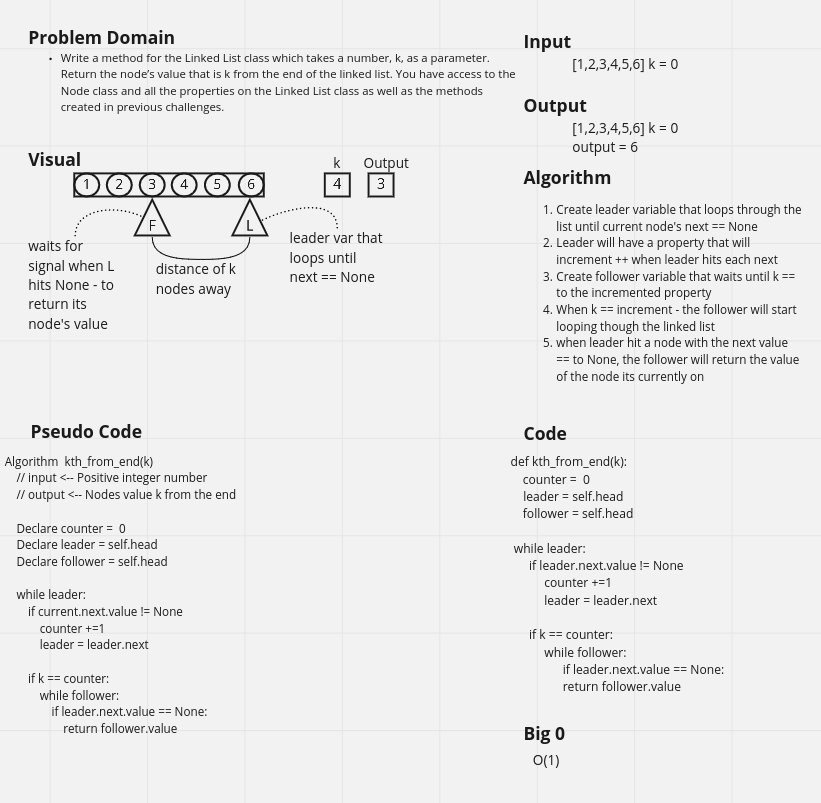 Problem Domain
• Write a method for the Linked List class which takes a number, k, as a parameter.
Return the node's value that is k from the end of the linked list. You have access to the
Node class and all the properties on the Linked List class as well as the methods
created in previous challenges.
Input
[1,2,3,4,5,6] k = 0
Output
[1,2,3,4,5,6] k = 0
output = 6
Visual
k Output
1 2 3 4 5 6 4 3
F L
waits for
signal when L
hits None - to
return its
node's value
distance of k
nodes away
leader var that
loops until
next == None
Algorithm
1. Create leader variable that loops through the
list until current node's next == None
2. Leader will have a property that will
increment ++ when leader hits each next
3. Create follower variable that waits until k ==
to the incremented property
4. When k == increment - the follower will start
looping though the linked list
5. when leader hit a node with the next value
== to None, the follower will return the value
of the node its currently on
Pseudo Code
Algorithm kth_from_end(k)
// input <-- Positive integer number
// output <-- Nodes value k from the end
Declare counter = 0
Declare leader = self.head
Declare follower = self.head
while leader:
if current.next.value != None
counter +=1
leader = leader.next
if k == counter:
while follower:
if leader.next.value == None:
return follower.value
Code
def kth_from_end(k):
counter = 0
leader = self.head
follower = self.head
while leader:
if leader.next.value != None
counter +=1
leader = leader.next
if k == counter:
while follower:
if leader.next.value == None:
return follower.value
Big 0
O(1)